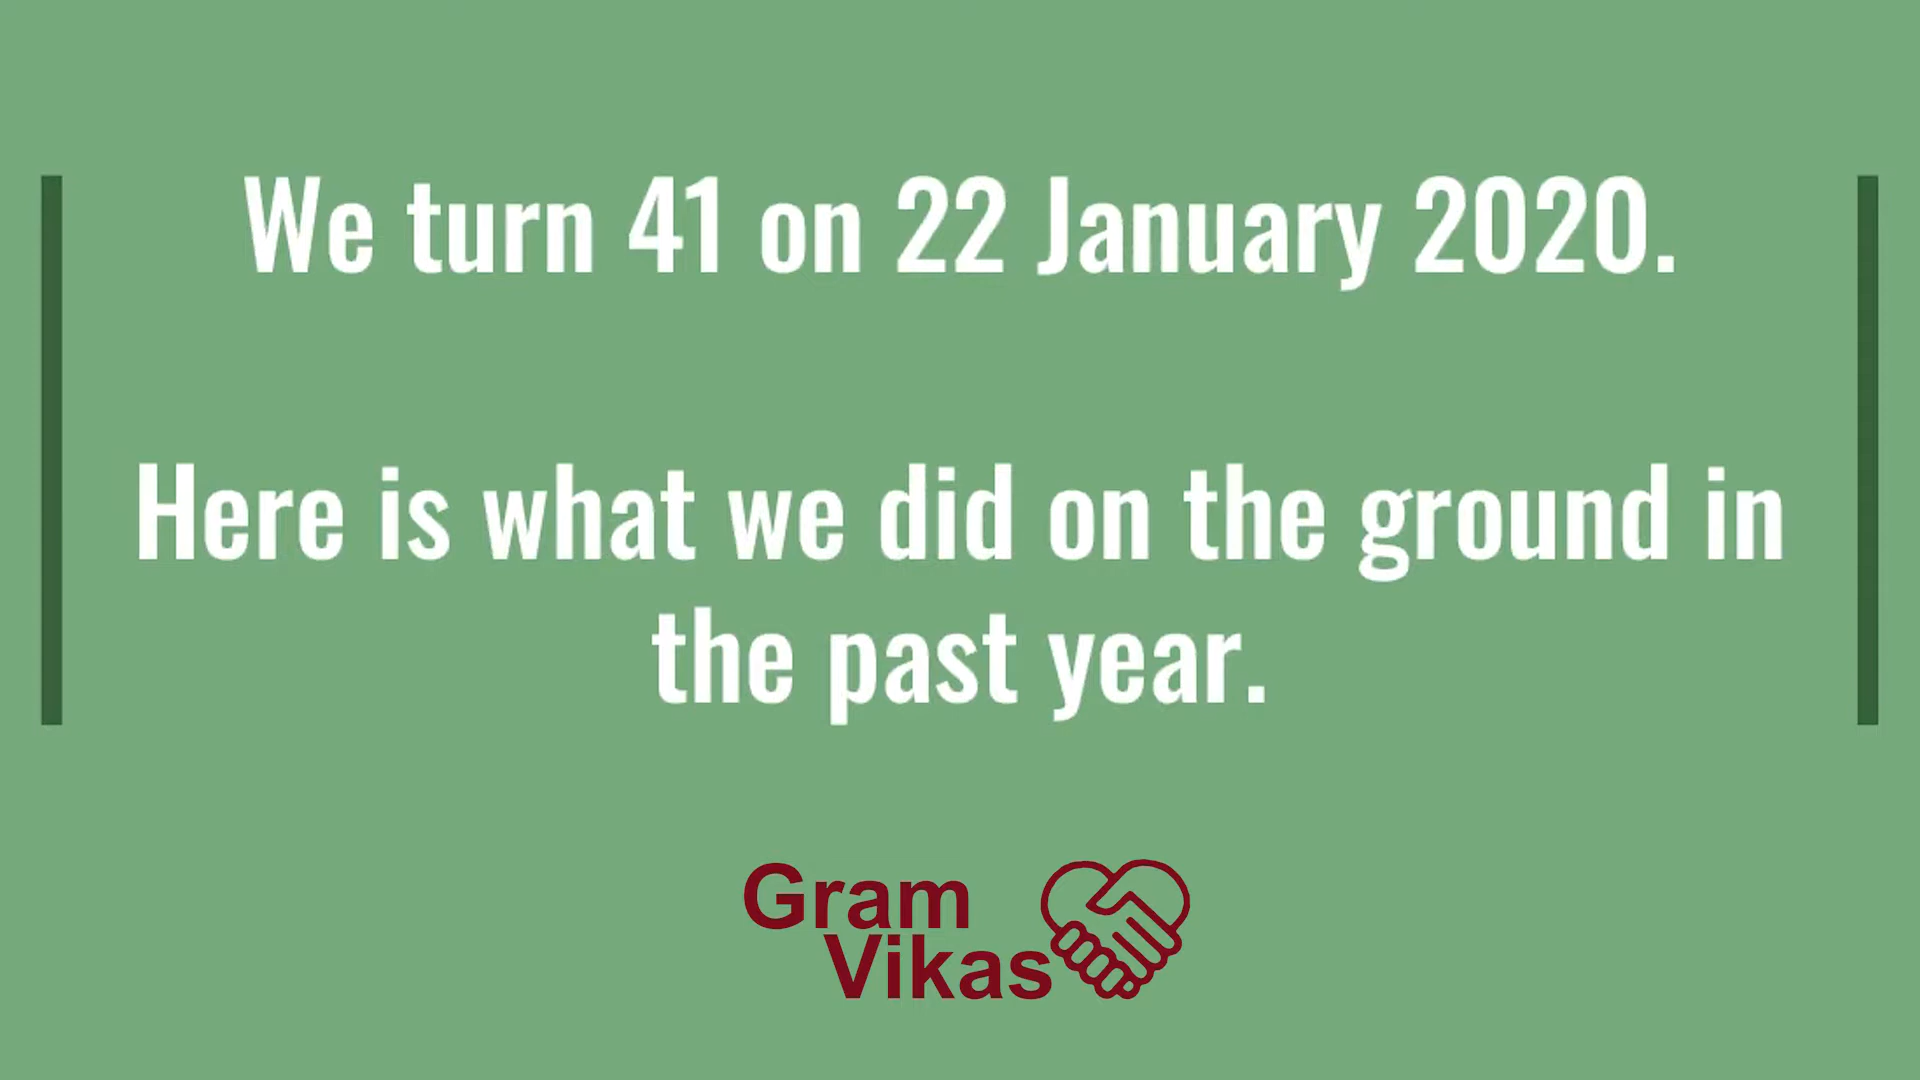 We turn 41 on 22 January 2020.
Here is what we did on the ground in
the past year.
Gram
Vikas